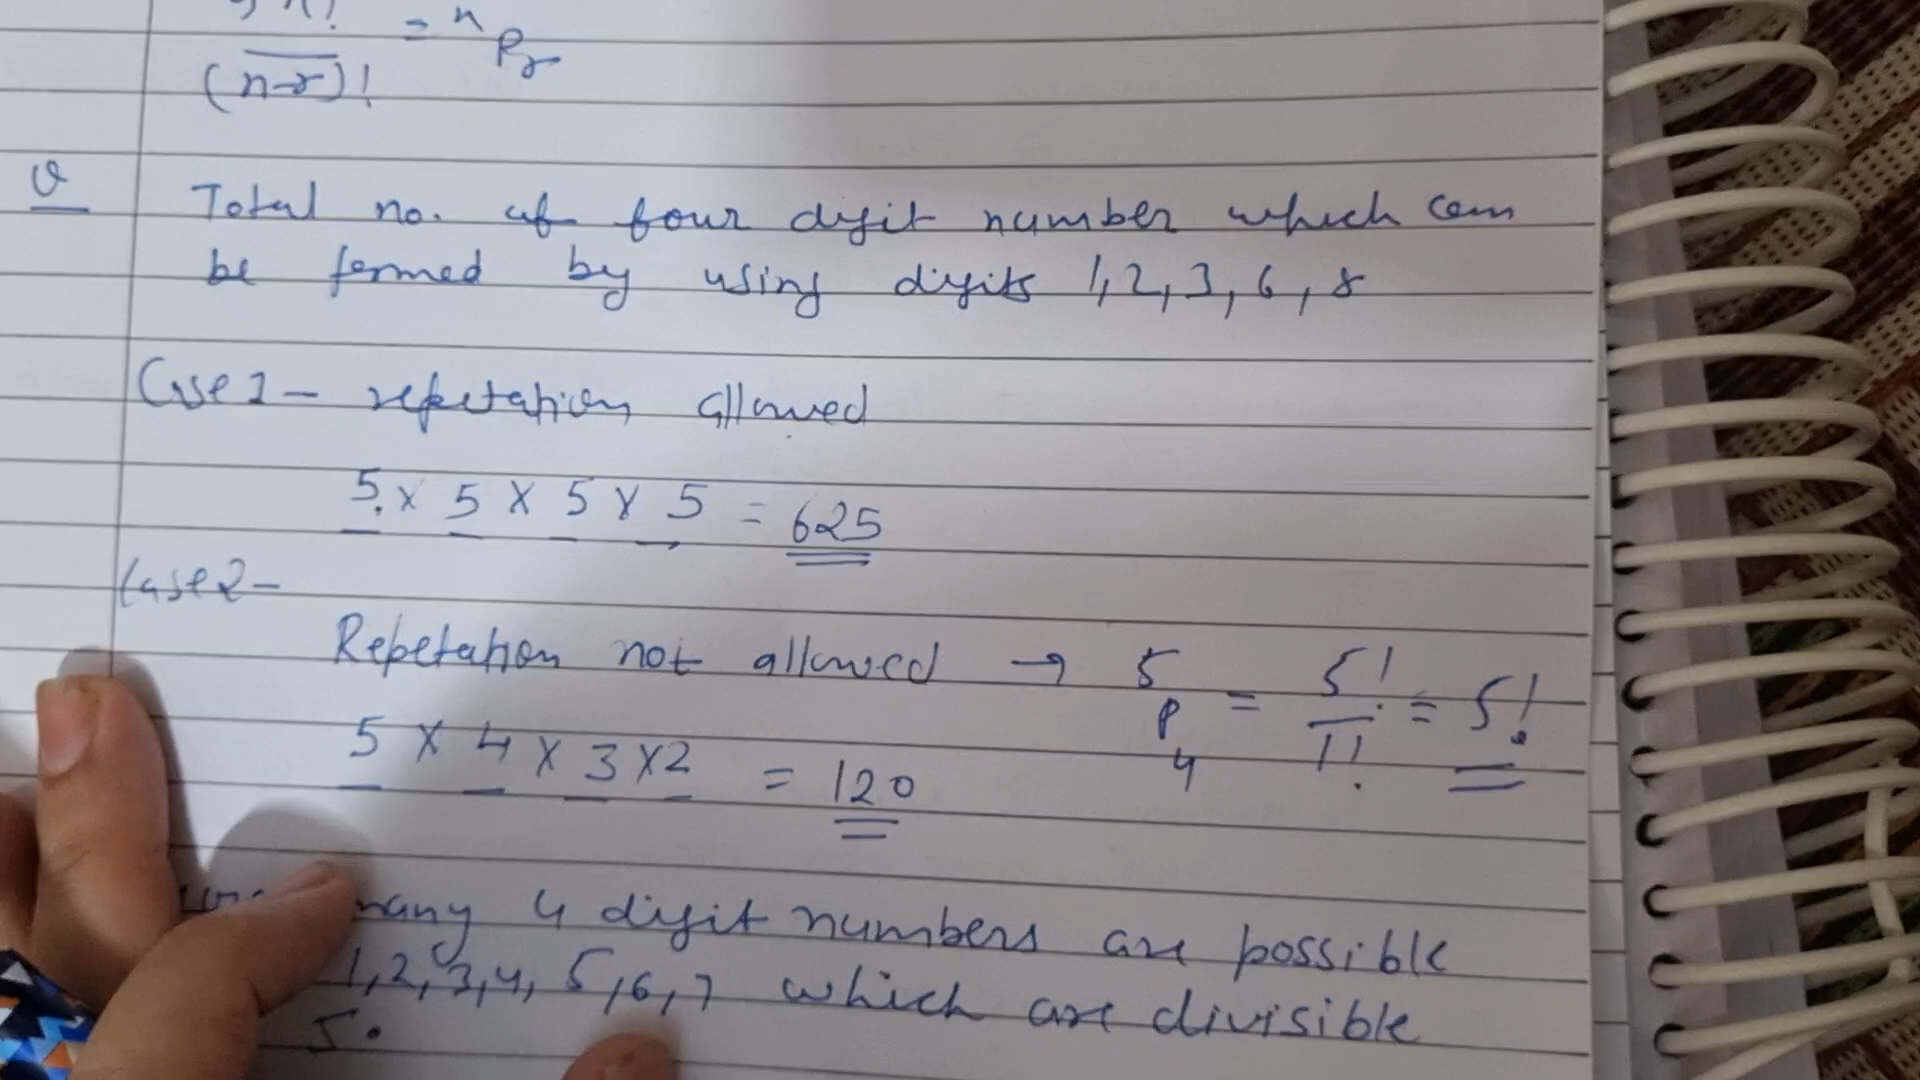 n!
(n-r)! = nPr
Q Total no. of four digit number which can
be formed by using digits 1, 2, 3, 6, 8
Case 1 - repetation allowed
5 x 5 x 5 x 5 = 625
Case 2 -
Repetation not allowed → 5P4 = 5!/1! = 5!
5 x 4 x 3 x 2 = 120
many 4 digit numbers are possible
1, 2, 3, 4, 5, 6, 7 which are divisible
5.